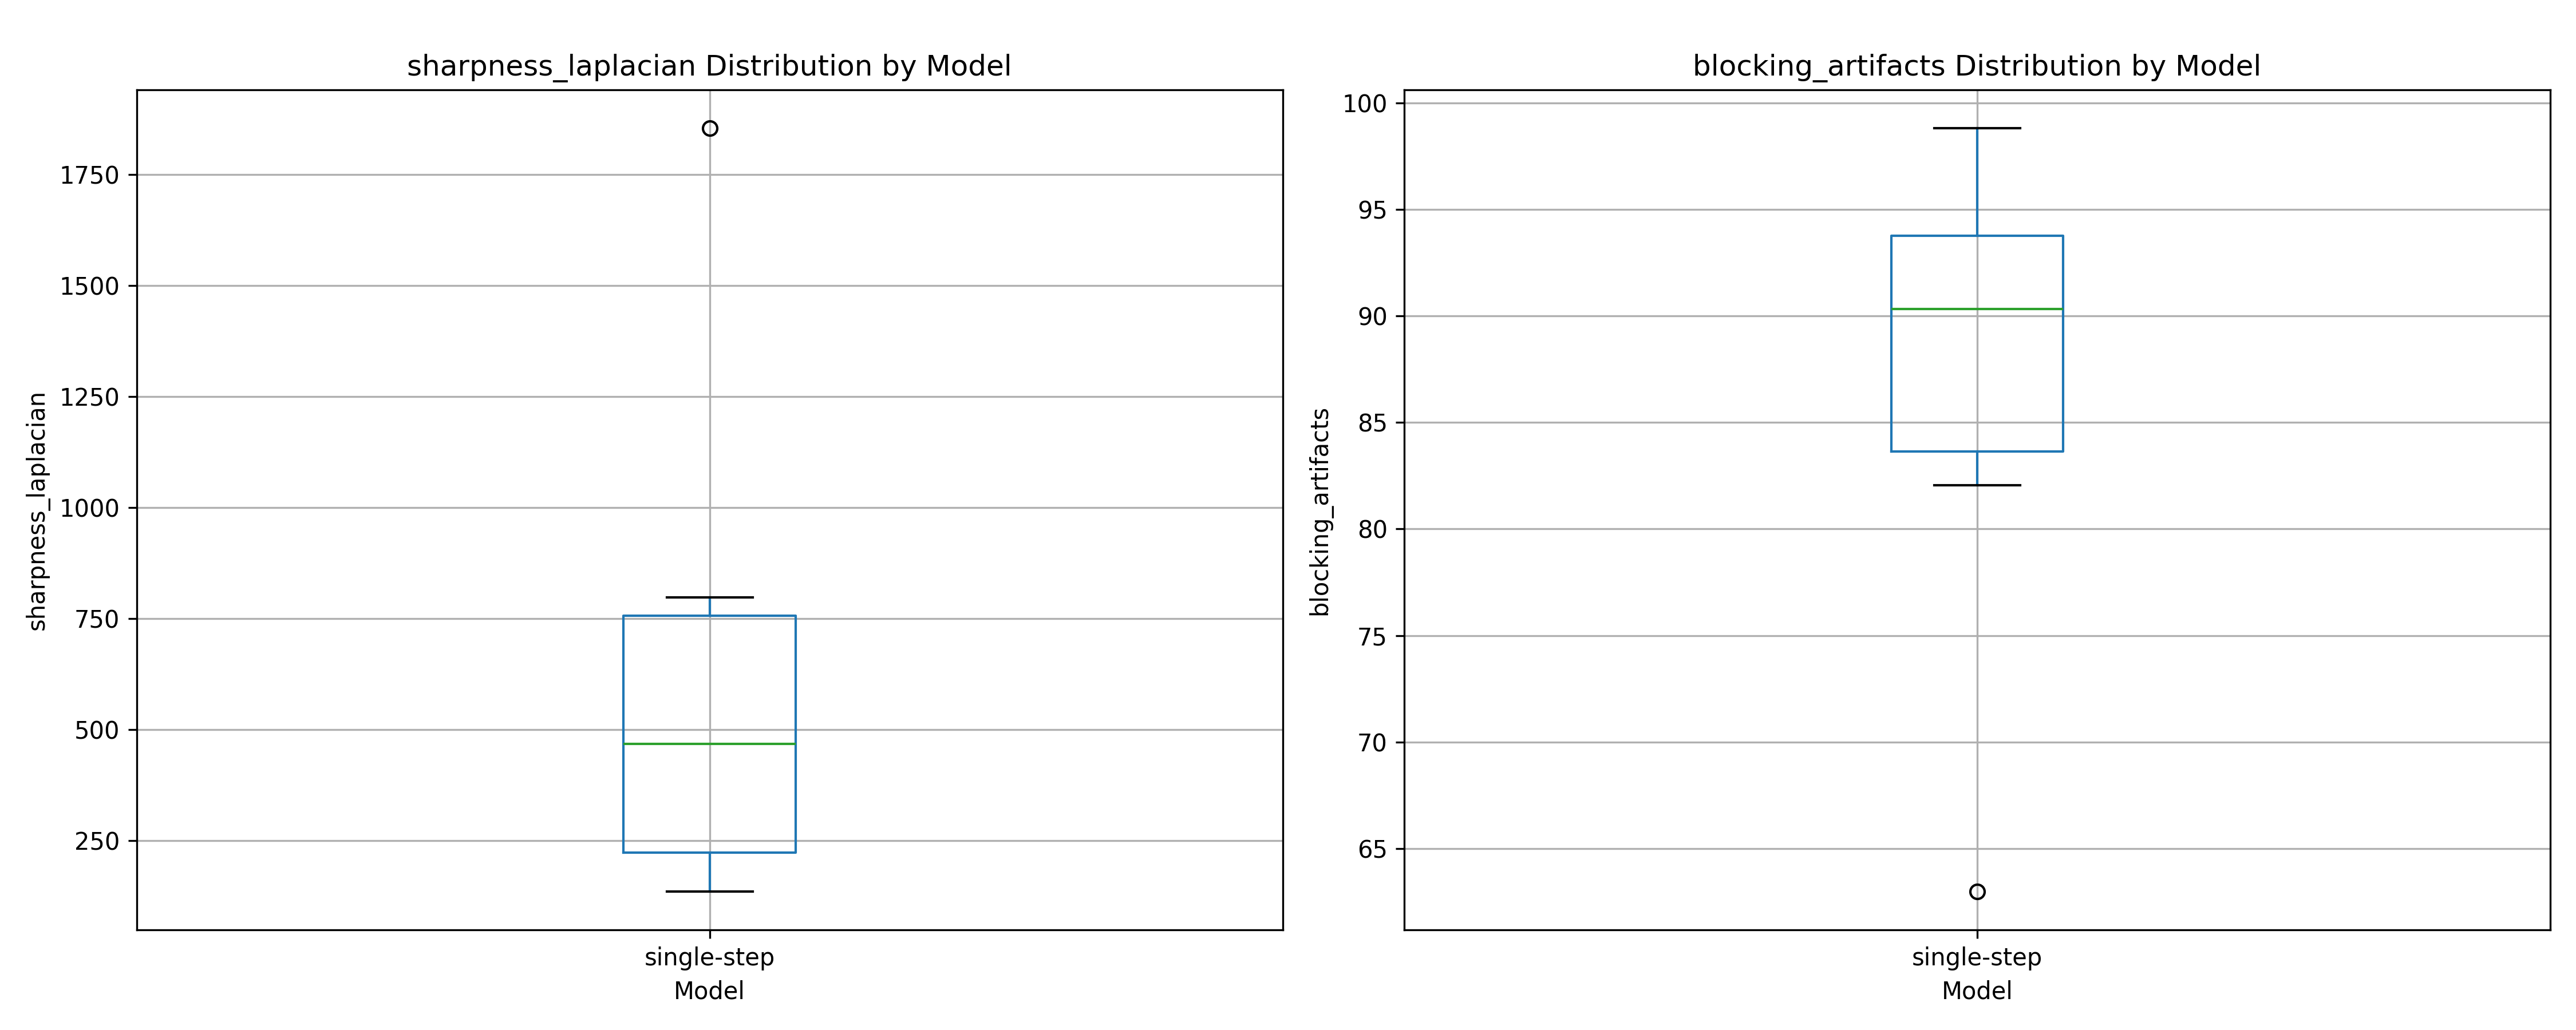 sharpness_laplacian Distribution by Model
1750
1500
1250
1000
750
500
250
sharpness_laplacian
single-step
Model
blocking_artifacts Distribution by Model
100
95
90
85
80
75
70
65
blocking_artifacts
single-step
Model